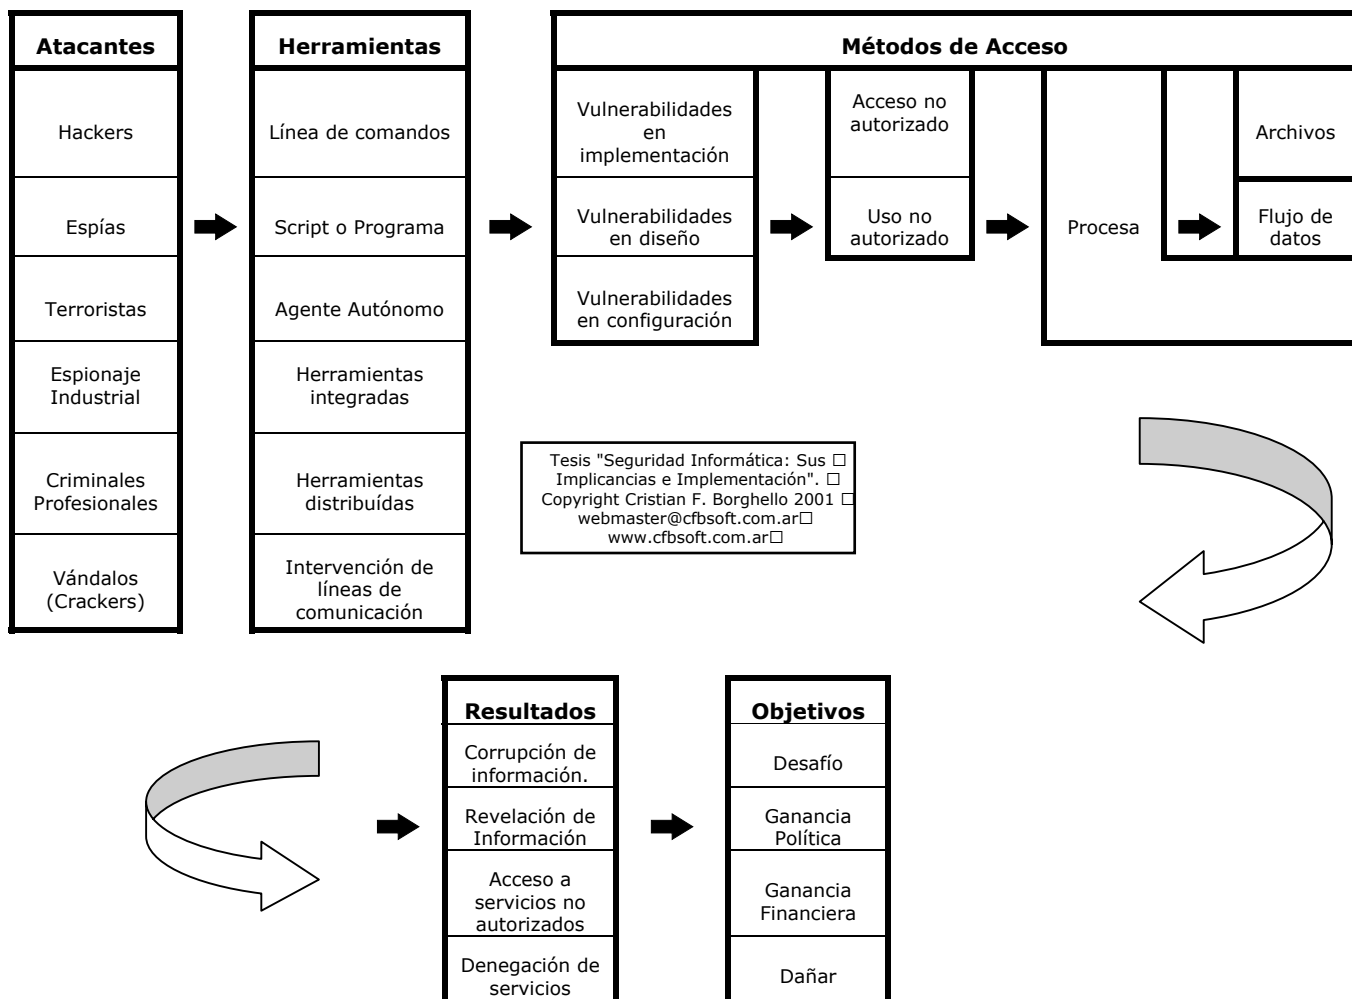 Atacantes
Hackers
Espías
Terroristas
Espionaje
Industrial
Criminales
Profesionales
Vándalos
(Crackers)
Herramientas
Línea de comandos
Script o Programa
Agente Autónomo
Herramientas
integradas
Herramientas
distribuídas
Intervención de
líneas de
comunicación
Métodos de Acceso
Vulnerabilidades
en
implementación
Vulnerabilidades
en diseño
Vulnerabilidades
en configuración
Acceso no
autorizado
Uso no
autorizado
Procesa
Archivos
Flujo de
datos
Tesis "Seguridad Informática: Sus □
Implicancias e Implementación". □
Copyright Cristian F. Borghello 2001 □
webmaster@cfbsoft.com.ar□
www.cfbsoft.com.ar□
Resultados
Corrupción de
información.
Revelación de
Información
Acceso a
servicios no
autorizados
Denegación de
servicios
Objetivos
Desafío
Ganancia
Política
Ganancia
Financiera
Dañar